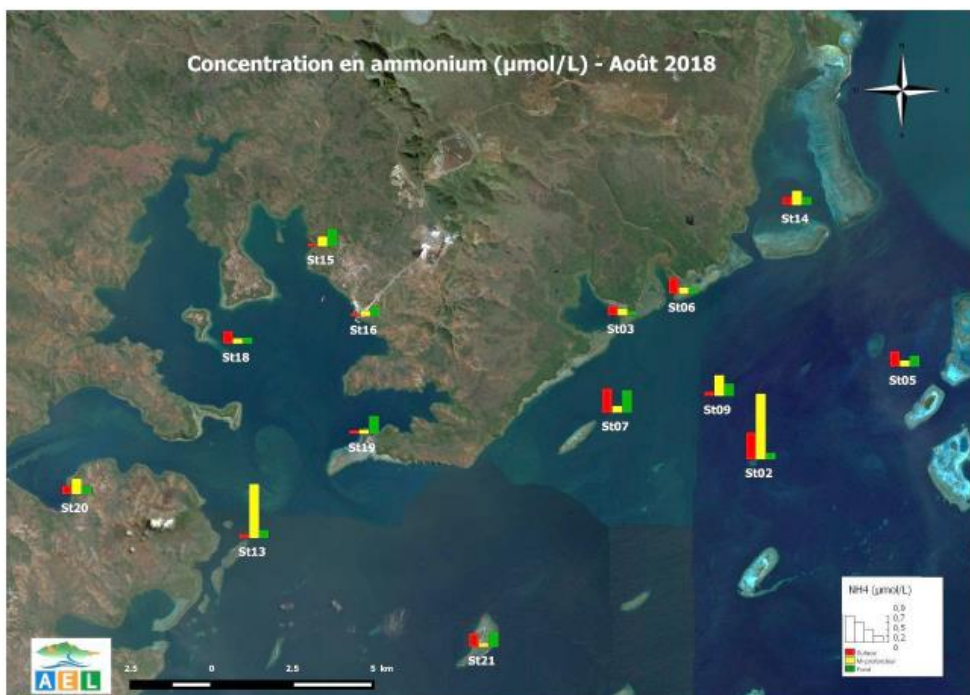 Concentration en ammonium (µmol/L) - Août 2018
St14
St15
St06
St16
St03
St18
St05
St09
St07
St19
St02
St20
St13
NH4 (µmol/L)
0,9
0,7
0,5
0,2
0
Surface
Mi-profondeur
Fond
St21
AEL
2.5 0 2.5 5 km